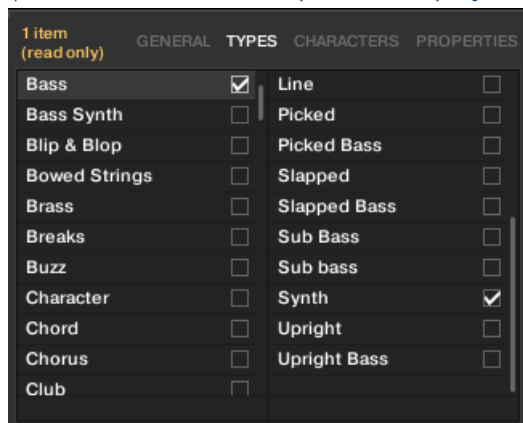 1 item
(read only)
GENERAL TYPES CHARACTERS PROPERTIES
Bass
Bass Synth
Blip & Blop
Bowed Strings
Brass
Breaks
Buzz
Character
Chord
Chorus
Club
Line
Picked
Picked Bass
Slapped
Slapped Bass
Sub Bass
Sub bass
Synth
Upright
Upright Bass